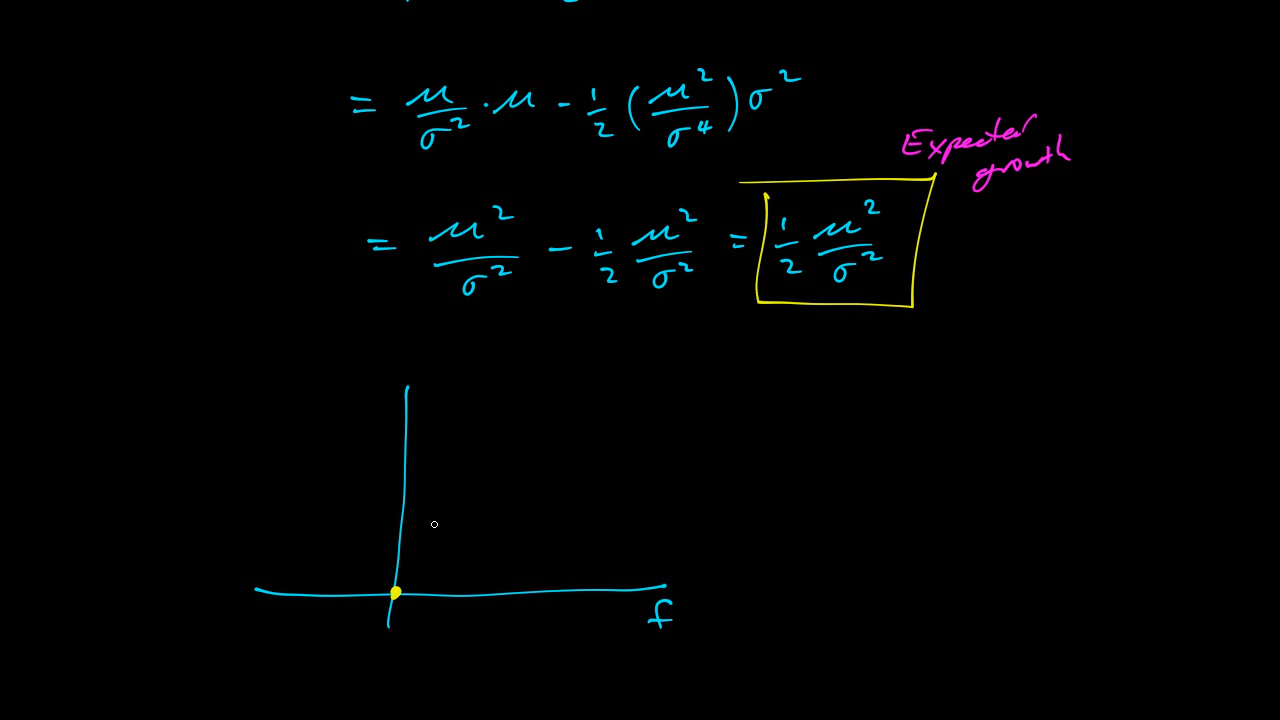 = μ/σ² · μ - 1/2 (μ²/σ⁴) σ²
Expected
growth
= μ²/σ² - 1/2 μ²/σ² = 1/2 μ²/σ²
f